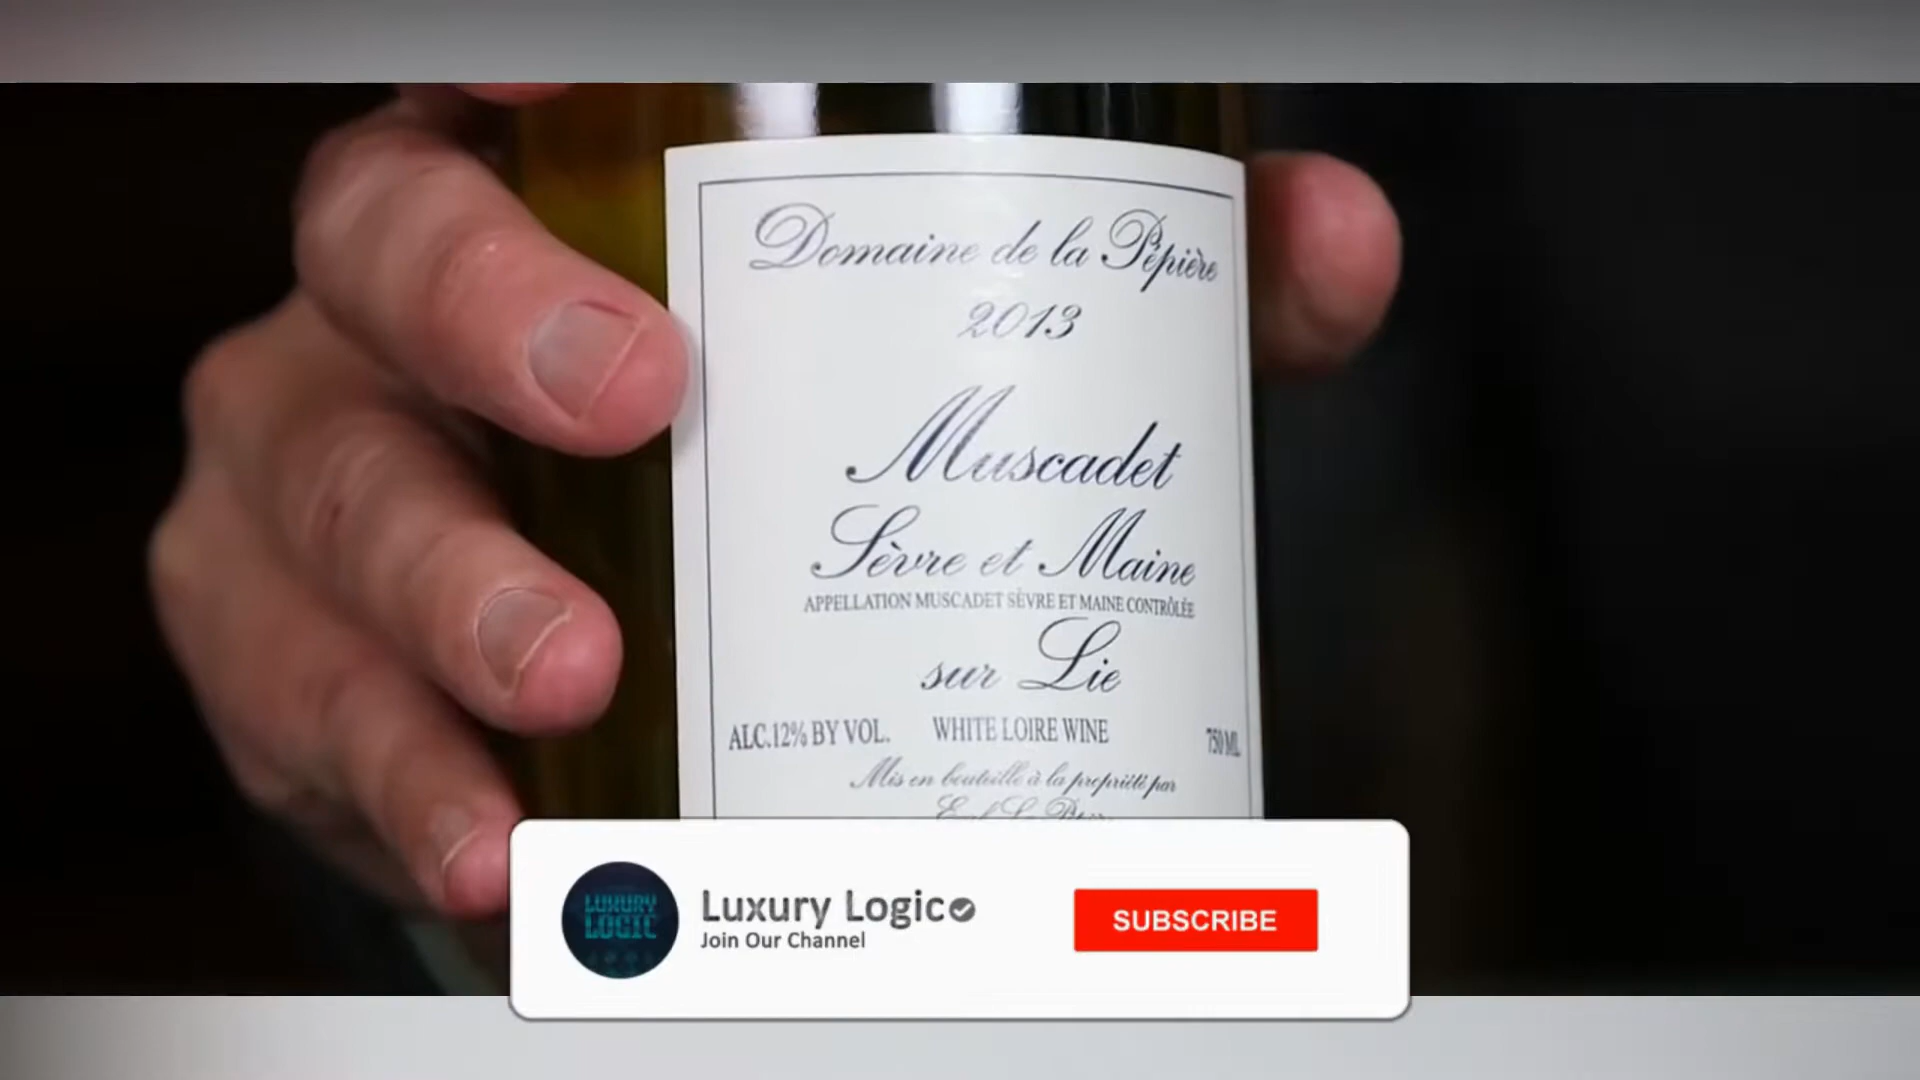 Domaine de la Pépière
2013
Muscadet
Sèvre et Maine
APPELLATION MUSCADET SÈVRE ET MAINE CONTRÔLÉE
sur Lie
ALC.12% BY VOL. WHITE LOIRE WINE 750 ML
Mis en bouteille à la propriété par
LUXURY LOGIC
Luxury Logic
Join Our Channel
SUBSCRIBE